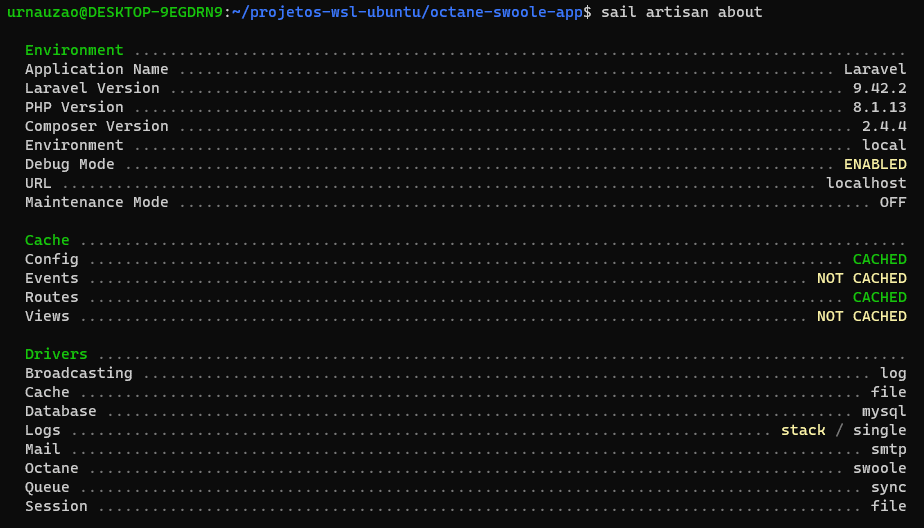 urnauzao@DESKTOP-9EGDRN9:~/projetos-wsl-ubuntu/octane-swoole-app$ sail artisan about
Environment ......................................................................................
Application Name ......................................................................... Laravel
Laravel Version ........................................................................... 9.42.2
PHP Version ............................................................................... 8.1.13
Composer Version ........................................................................... 2.4.4
Environment ................................................................................ local
Debug Mode ............................................................................... ENABLED
URL .................................................................................... localhost
Maintenance Mode ............................................................................. OFF
Cache ............................................................................................
Config .................................................................................... CACHED
Events ................................................................................ NOT CACHED
Routes .................................................................................... CACHED
Views ................................................................................. NOT CACHED
Drivers ..........................................................................................
Broadcasting ................................................................................. log
Cache ....................................................................................... file
Database ................................................................................... mysql
Logs .............................................................................. stack / single
Mail ........................................................................................ smtp
Octane .................................................................................... swoole
Queue ....................................................................................... sync
Session ..................................................................................... file